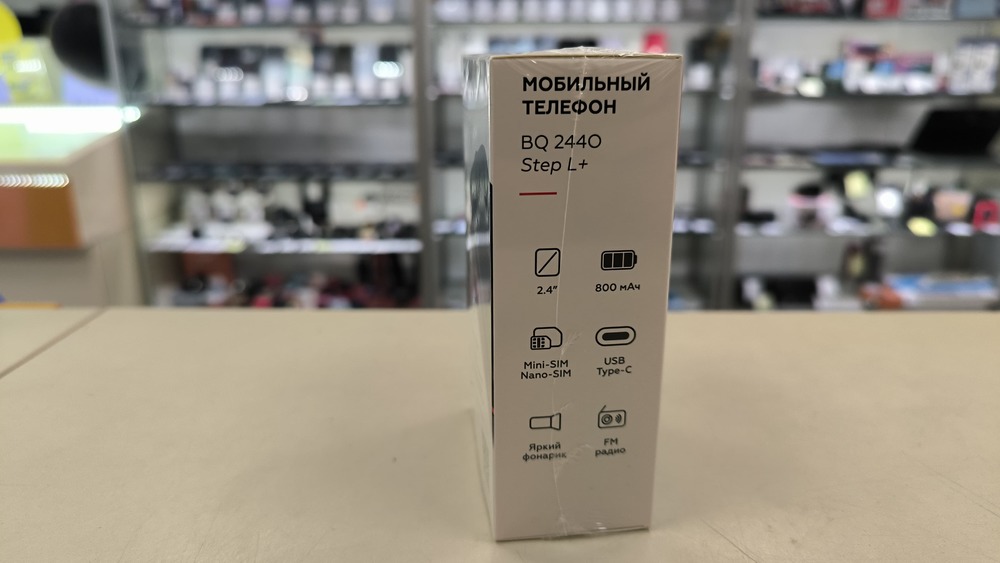 МОБИЛЬНЫЙ
ТЕЛЕФОН
BQ 2440
Step L+
2.4"
800 мАч
Mini-SIM
Nano-SIM
USB
Type-C
Яркий
фонарик
FM
радио